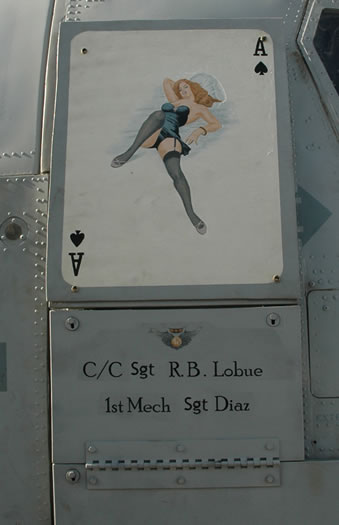 A
A
C/C Sgt R.B. Lobue
1st Mech Sgt Diaz